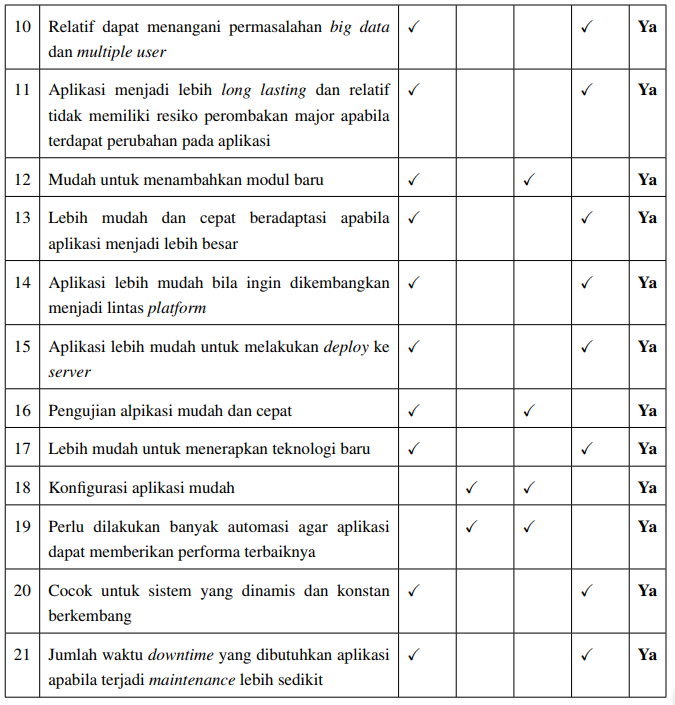 10 Relatif dapat menangani permasalahan big data ✓ ✓ Ya
dan multiple user
11 Aplikasi menjadi lebih long lasting dan relatif ✓ ✓ Ya
tidak memiliki resiko perombakan major apabila
terdapat perubahan pada aplikasi
12 Mudah untuk menambahkan modul baru ✓ ✓ Ya
13 Lebih mudah dan cepat beradaptasi apabila ✓ ✓ Ya
aplikasi menjadi lebih besar
14 Aplikasi lebih mudah bila ingin dikembangkan ✓ ✓ Ya
menjadi lintas platform
15 Aplikasi lebih mudah untuk melakukan deploy ke ✓ ✓ Ya
server
16 Pengujian alpikasi mudah dan cepat ✓ ✓ Ya
17 Lebih mudah untuk menerapkan teknologi baru ✓ ✓ Ya
18 Konfigurasi aplikasi mudah ✓ ✓ Ya
19 Perlu dilakukan banyak automasi agar aplikasi ✓ ✓ Ya
dapat memberikan performa terbaiknya
20 Cocok untuk sistem yang dinamis dan konstan ✓ ✓ Ya
berkembang
21 Jumlah waktu downtime yang dibutuhkan aplikasi ✓ ✓ Ya
apabila terjadi maintenance lebih sedikit